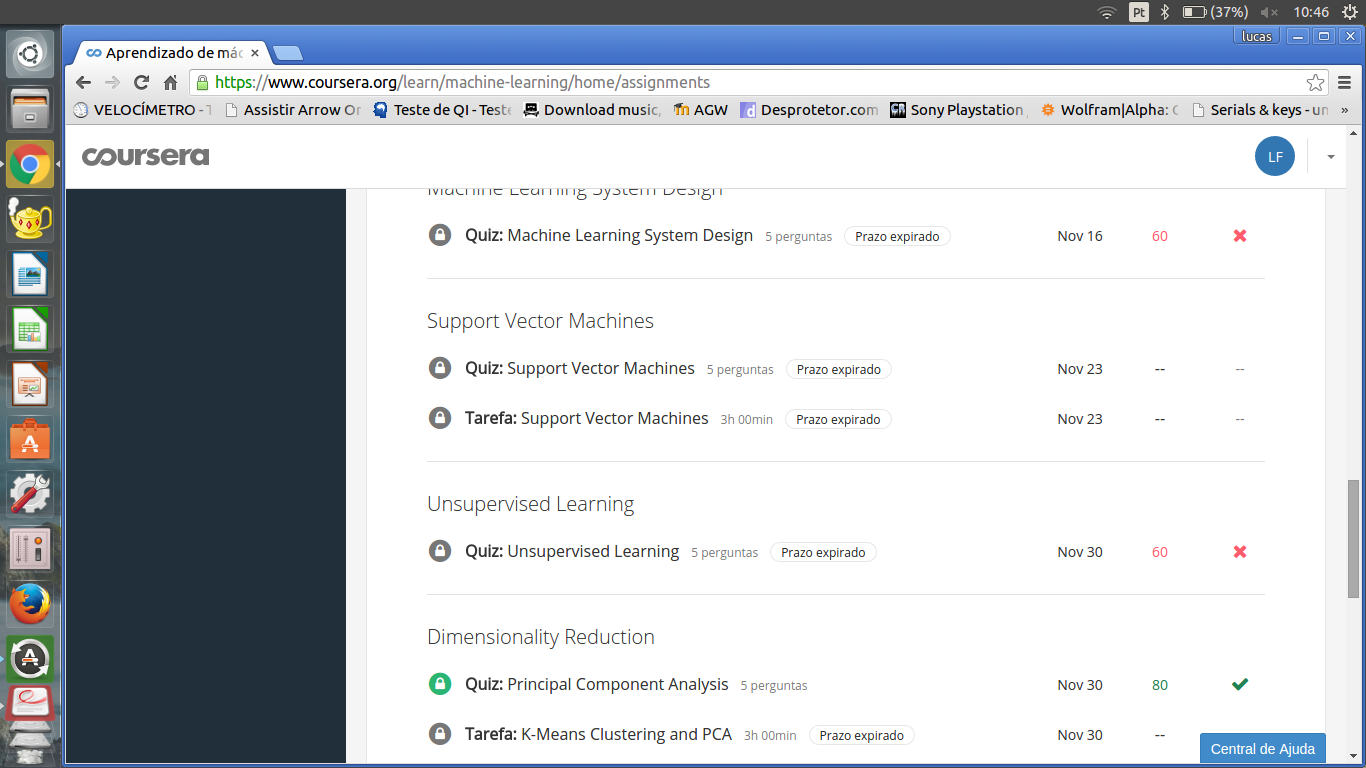 Pt (37%) 10:46
lucas
Aprendizado de mác
https://www.coursera.org/learn/machine-learning/home/assignments
VELOCÍMETRO - T Assistir Arrow Or Teste de QI - Teste Download music, AGW Desprotetor.com Sony Playstation Wolfram|Alpha: C Serials & keys - un »
coursera LF
Machine Learning System Design
Quiz: Machine Learning System Design 5 perguntas Prazo expirado Nov 16 60
Support Vector Machines
Quiz: Support Vector Machines 5 perguntas Prazo expirado Nov 23 -- --
Tarefa: Support Vector Machines 3h 00min Prazo expirado Nov 23 -- --
Unsupervised Learning
Quiz: Unsupervised Learning 5 perguntas Prazo expirado Nov 30 60
Dimensionality Reduction
Quiz: Principal Component Analysis 5 perguntas Nov 30 80
Tarefa: K-Means Clustering and PCA 3h 00min Prazo expirado Nov 30 --
Central de Ajuda